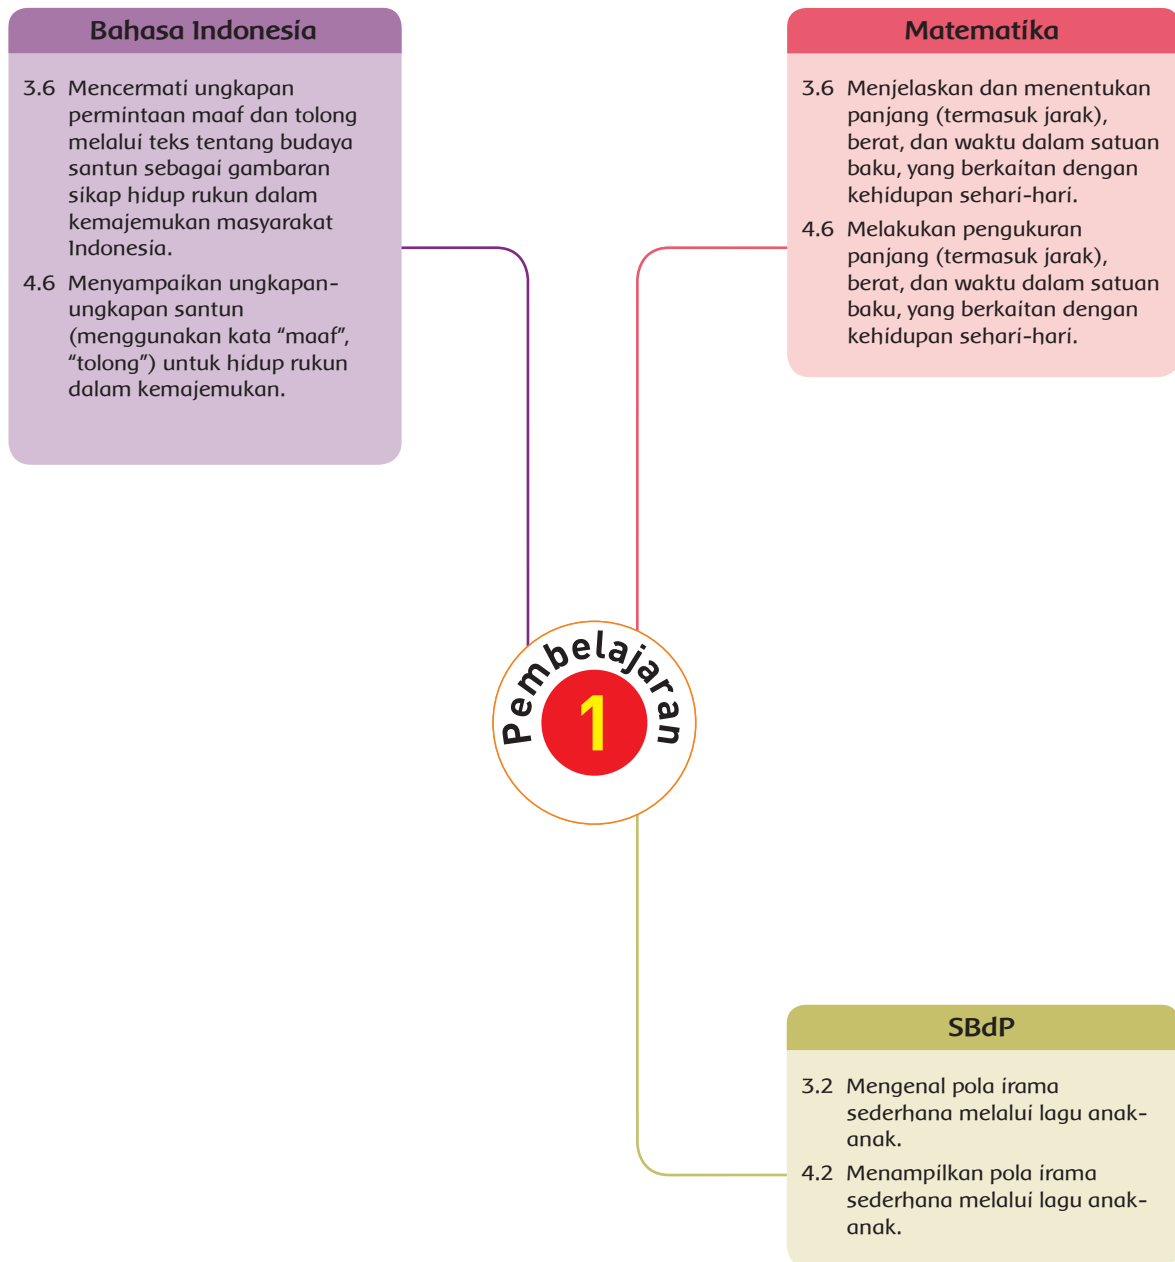 Bahasa Indonesia
3.6 Mencermati ungkapan
permintaan maaf dan tolong
melalui teks tentang budaya
santun sebagai gambaran
sikap hidup rukun dalam
kemajemukan masyarakat
Indonesia.
4.6 Menyampaikan ungkapan-
ungkapan santun
(menggunakan kata “maaf”,
“tolong”) untuk hidup rukun
dalam kemajemukan.
Matematika
3.6 Menjelaskan dan menentukan
panjang (termasuk jarak),
berat, dan waktu dalam satuan
baku, yang berkaitan dengan
kehidupan sehari-hari.
4.6 Melakukan pengukuran
panjang (termasuk jarak),
berat, dan waktu dalam satuan
baku, yang berkaitan dengan
kehidupan sehari-hari.
Pembelajaran
1
SBdP
3.2 Mengenal pola irama
sederhana melalui lagu anak-
anak.
4.2 Menampilkan pola irama
sederhana melalui lagu anak-
anak.